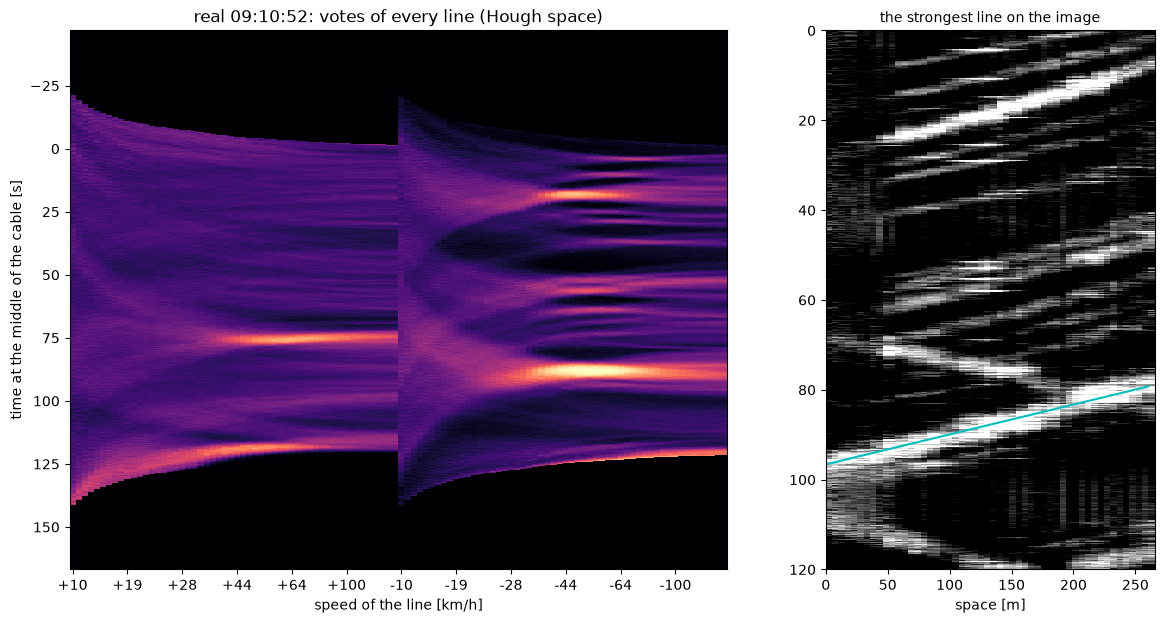 real 09:10:52: votes of every line (Hough space)
the strongest line on the image
time at the middle of the cable [s]
−25
0
25
50
75
100
125
150
+10 +19 +28 +44 +64 +100 -10 -19 -28 -44 -64 -100
speed of the line [km/h]
0
20
40
60
80
100
120
0 50 100 150 200 250
space [m]